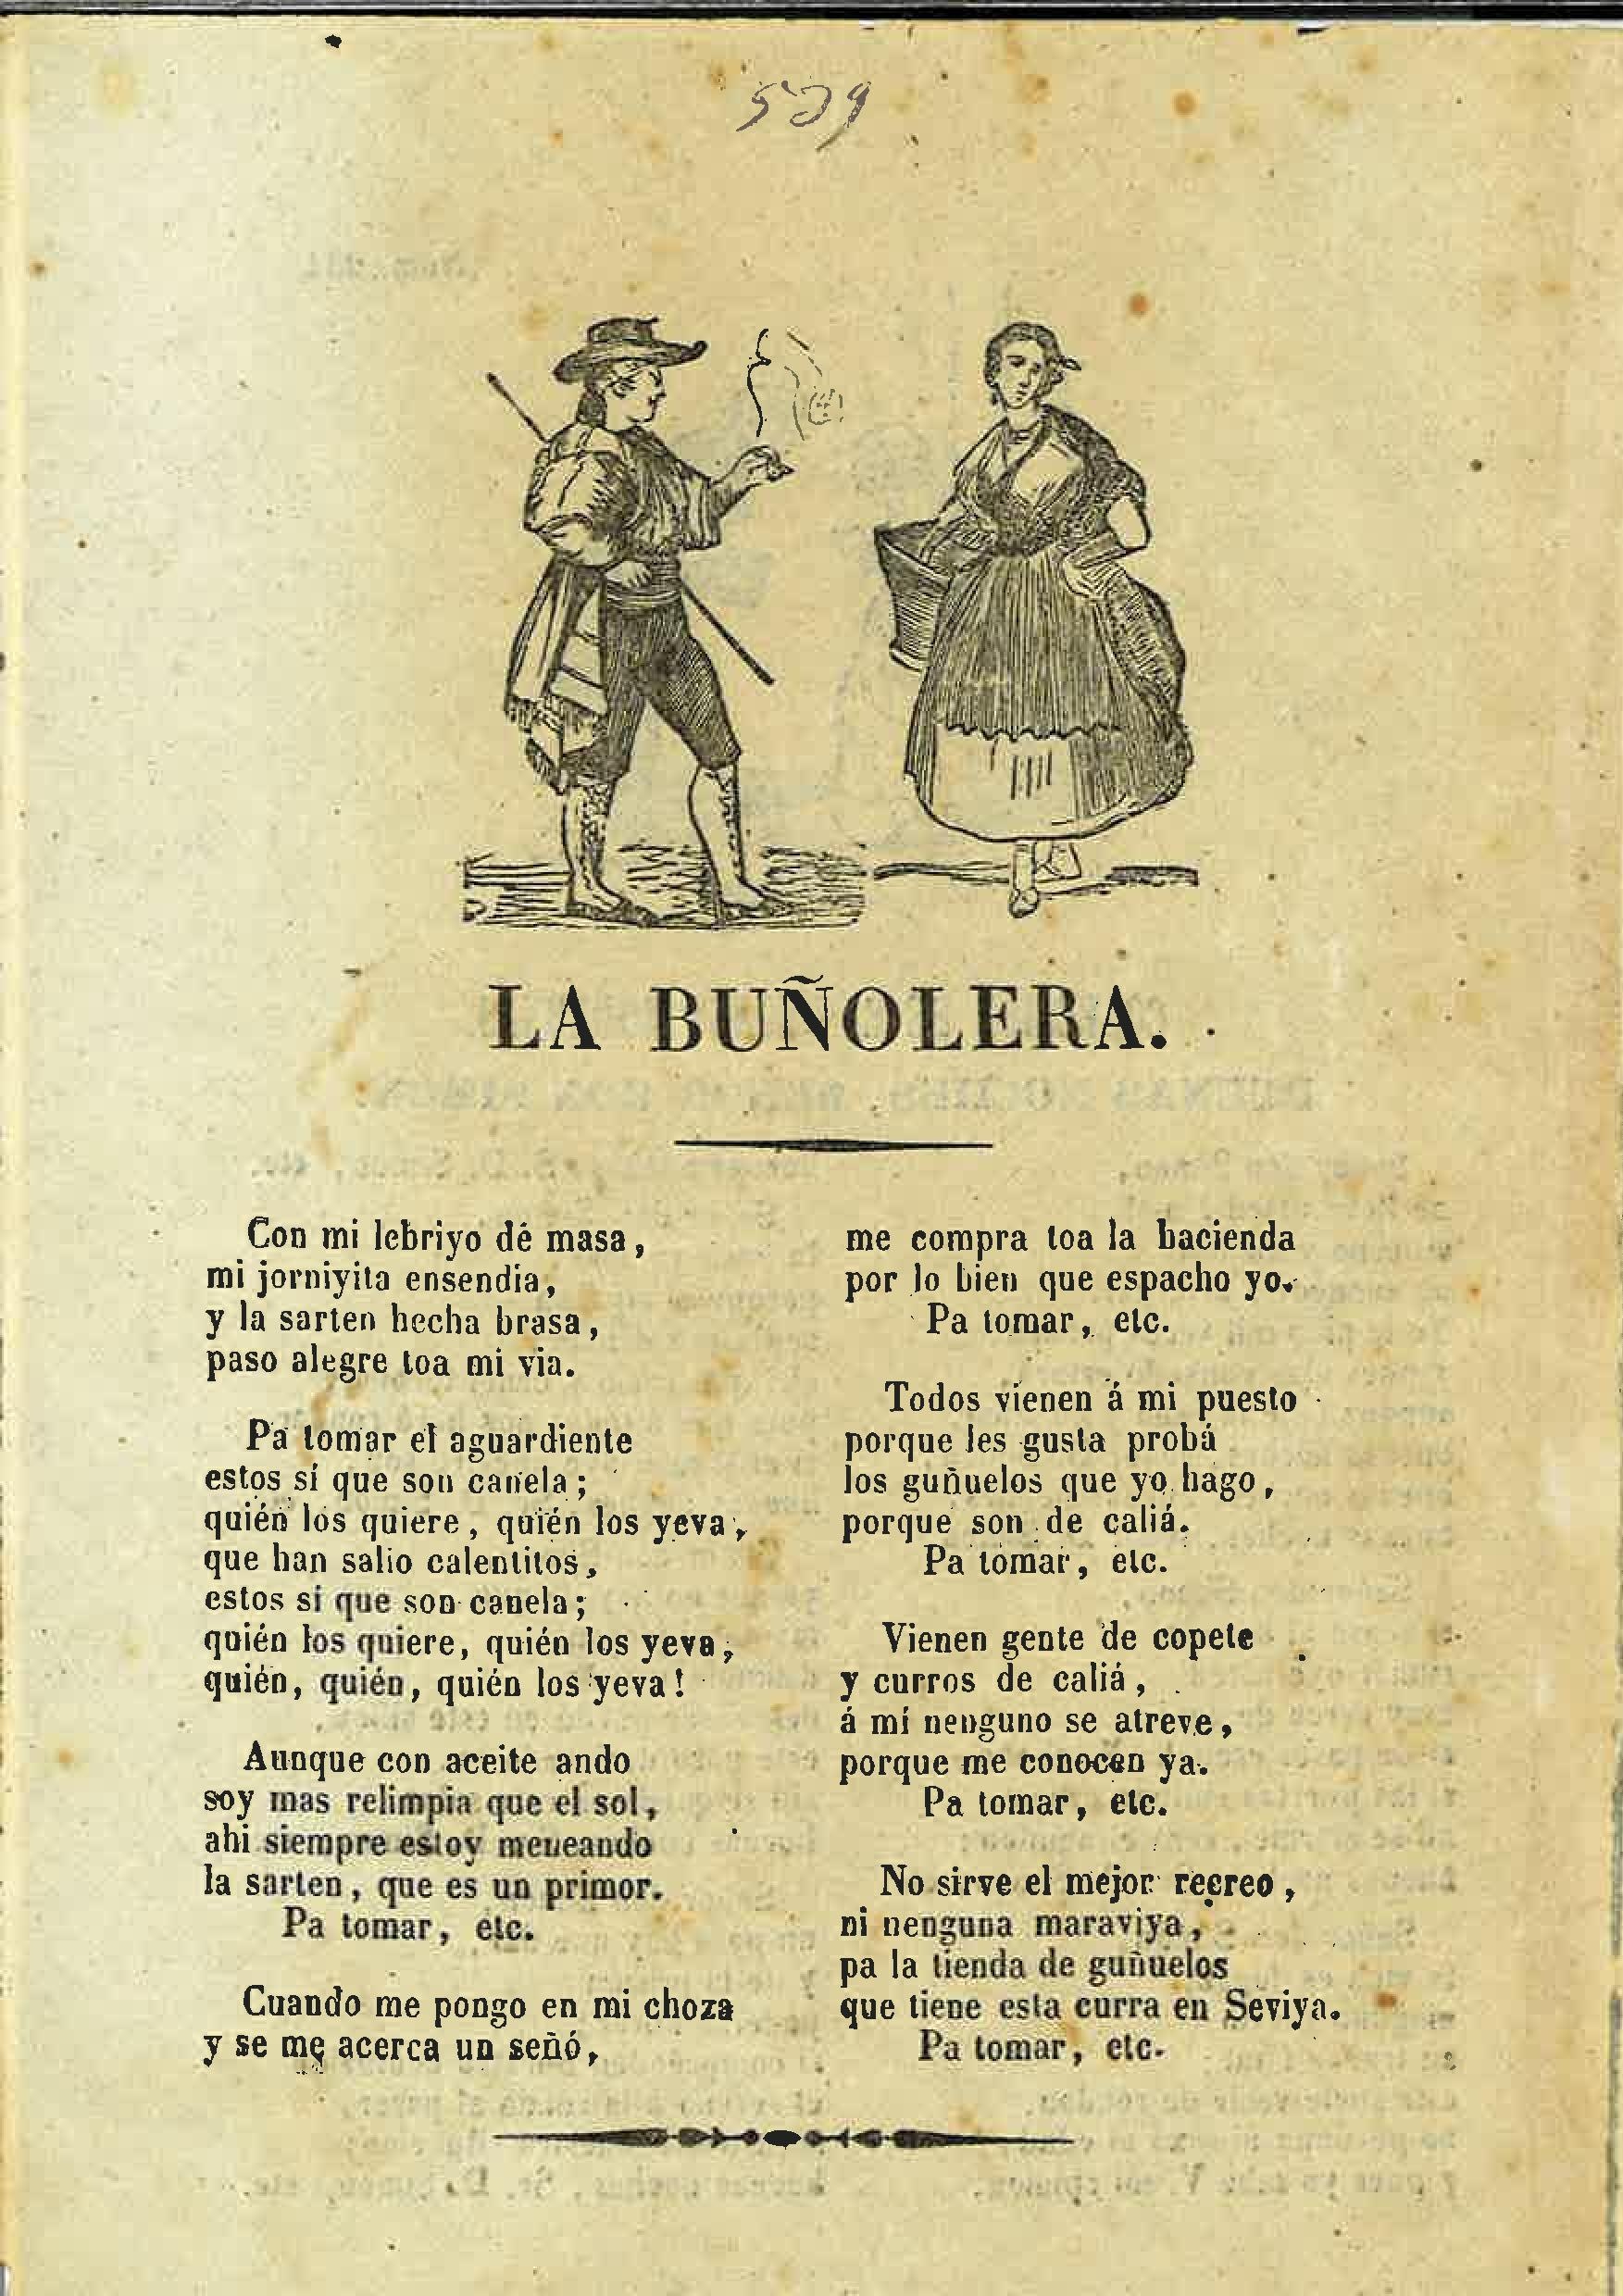 LA BUÑOLERA.
Con mi lebriyo dé masa,
mi jorniyita ensendía,
y la sarten hecha brasa,
paso alegre toa mi via.
Pa tomar el aguardiente
estos sí que son canela;
quién los quiere, quién los yeva,
que han salio calentitos,
estos si que son canela;
quién los quiere, quién los yeva,
quién, quién, quién los yeva!
Aunque con aceite ando
soy mas relimpia que el sol,
ahi siempre estoy meneando
la sarten, que es un primor.
Pa tomar, etc.
Cuando me pongo en mi choza
y se me acerca un señó,
me compra toa la hacienda
por lo bien que espacho yo.
Pa tomar, etc.
Todos vienen á mi puesto
porque les gusta probá
los guñuelos que yo hago,
porque son de caliá.
Pa tomar, etc.
Vienen gente de copete
y curros de caliá,
á mí nenguno se atreve,
porque me conocen ya.
Pa tomar, etc.
No sirve el mejor recreo,
ni nenguna maraviya,
pa la tienda de guñuelos
que tiene esta curra en Seviya.
Pa tomar, etc.